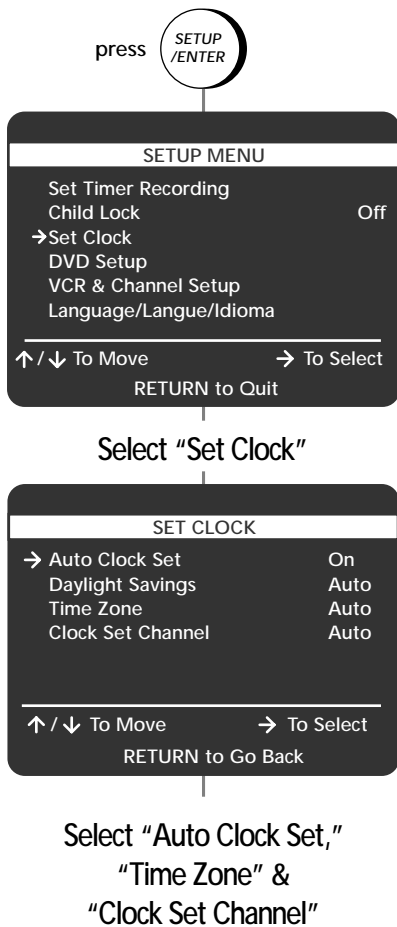 press SETUP
/ENTER
SETUP MENU
Set Timer Recording
Child Lock Off
→Set Clock
DVD Setup
VCR & Channel Setup
Language/Langue/Idioma
↑/↓ To Move → To Select
RETURN to Quit
Select “Set Clock”
SET CLOCK
→ Auto Clock Set On
Daylight Savings Auto
Time Zone Auto
Clock Set Channel Auto
↑/↓ To Move → To Select
RETURN to Go Back
Select “Auto Clock Set,”
“Time Zone” &
“Clock Set Channel”